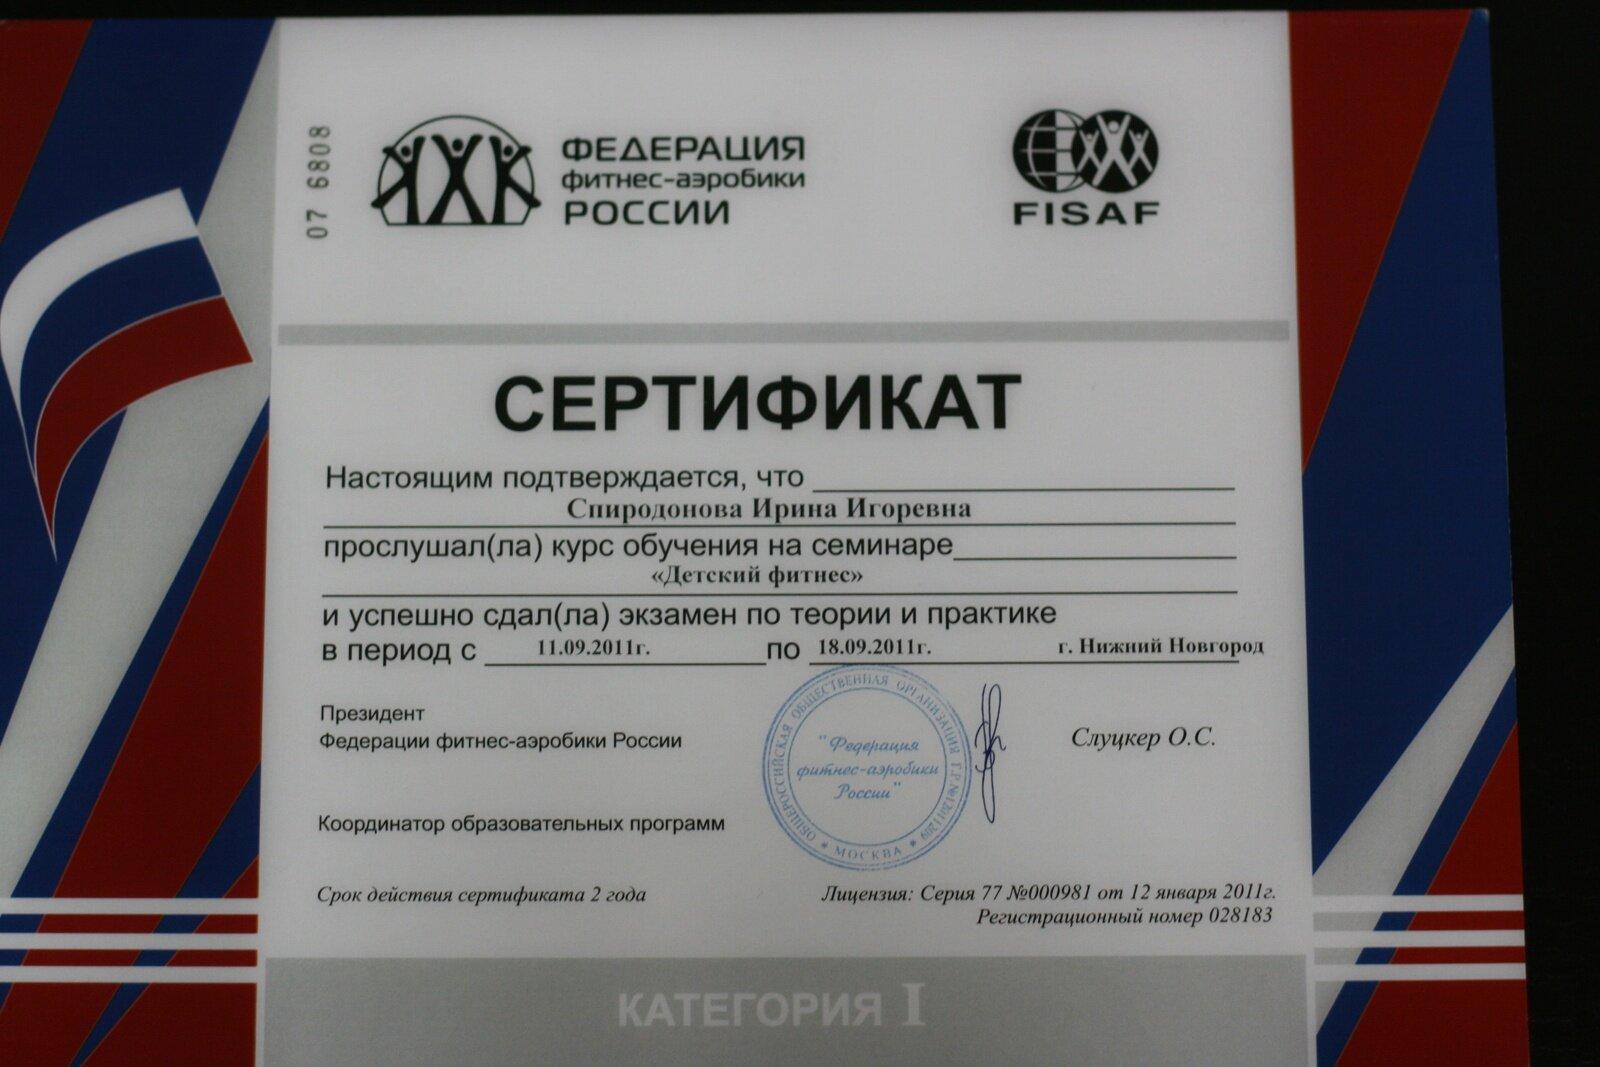 07 6808
ФЕДЕРАЦИЯ
фитнес-аэробики
РОССИИ
FISAF
СЕРТИФИКАТ
Настоящим подтверждается, что
Спиродонова Ирина Игоревна
прослушал(ла) курс обучения на семинаре
«Детский фитнес»
и успешно сдал(ла) экзамен по теории и практике
в период с 11.09.2011г. по 18.09.2011г. г. Нижний Новгород
Президент
Федерации фитнес-аэробики России
Слуцкер О.С.
ОБЩЕРОССИЙСКАЯ ОБЩЕСТВЕННАЯ ОРГАНИЗАЦИЯ
"Федерация
фитнес-аэробики
России"
* МОСКВА *
Координатор образовательных программ
Срок действия сертификата 2 года
Лицензия: Серия 77 №000981 от 12 января 2011г.
Регистрационный номер 028183
КАТЕГОРИЯ I